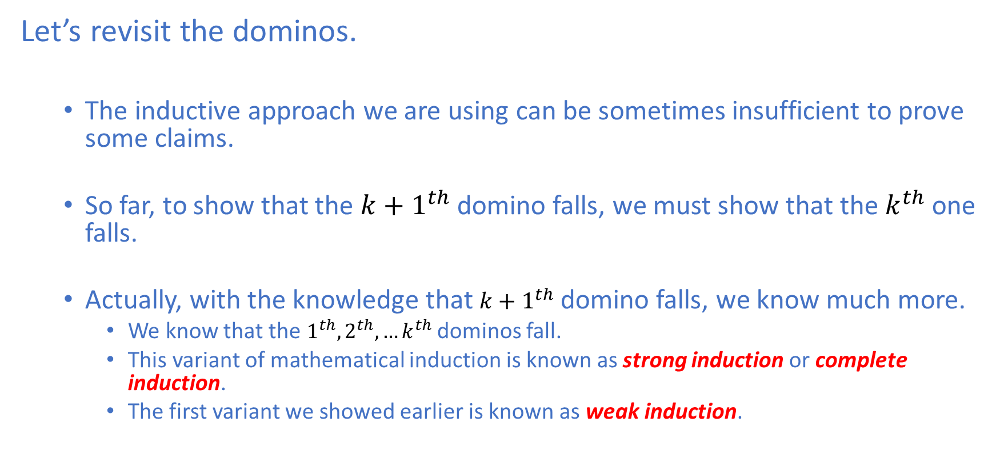 Let's revisit the dominos.
• The inductive approach we are using can be sometimes insufficient to prove
some claims.
• So far, to show that the k + 1^{th} domino falls, we must show that the k^{th} one
falls.
• Actually, with the knowledge that k + 1^{th} domino falls, we know much more.
• We know that the 1^{th}, 2^{th}, … k^{th} dominos fall.
• This variant of mathematical induction is known as strong induction or complete
induction.
• The first variant we showed earlier is known as weak induction.